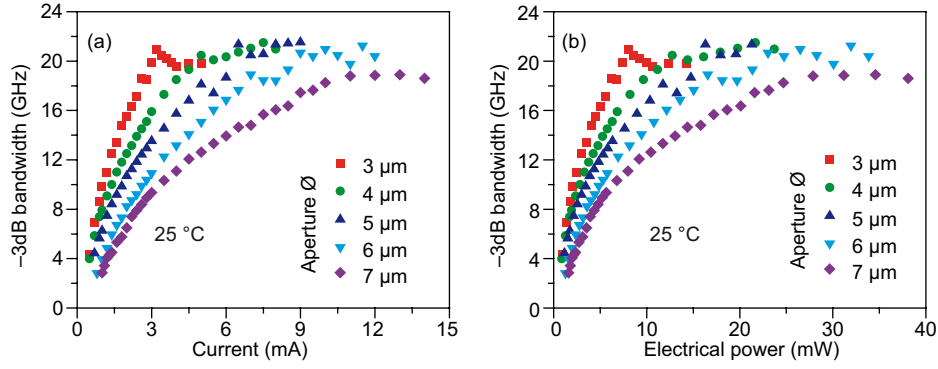 (a)
–3dB bandwidth (GHz)
24
20
16
12
8
4
0
0
3
6
9
12
15
Current (mA)
25 °C
Aperture Ø
3 µm
4 µm
5 µm
6 µm
7 µm
(b)
–3dB bandwidth (GHz)
24
20
16
12
8
4
0
0
10
20
30
40
Electrical power (mW)
25 °C
Aperture Ø
3 µm
4 µm
5 µm
6 µm
7 µm